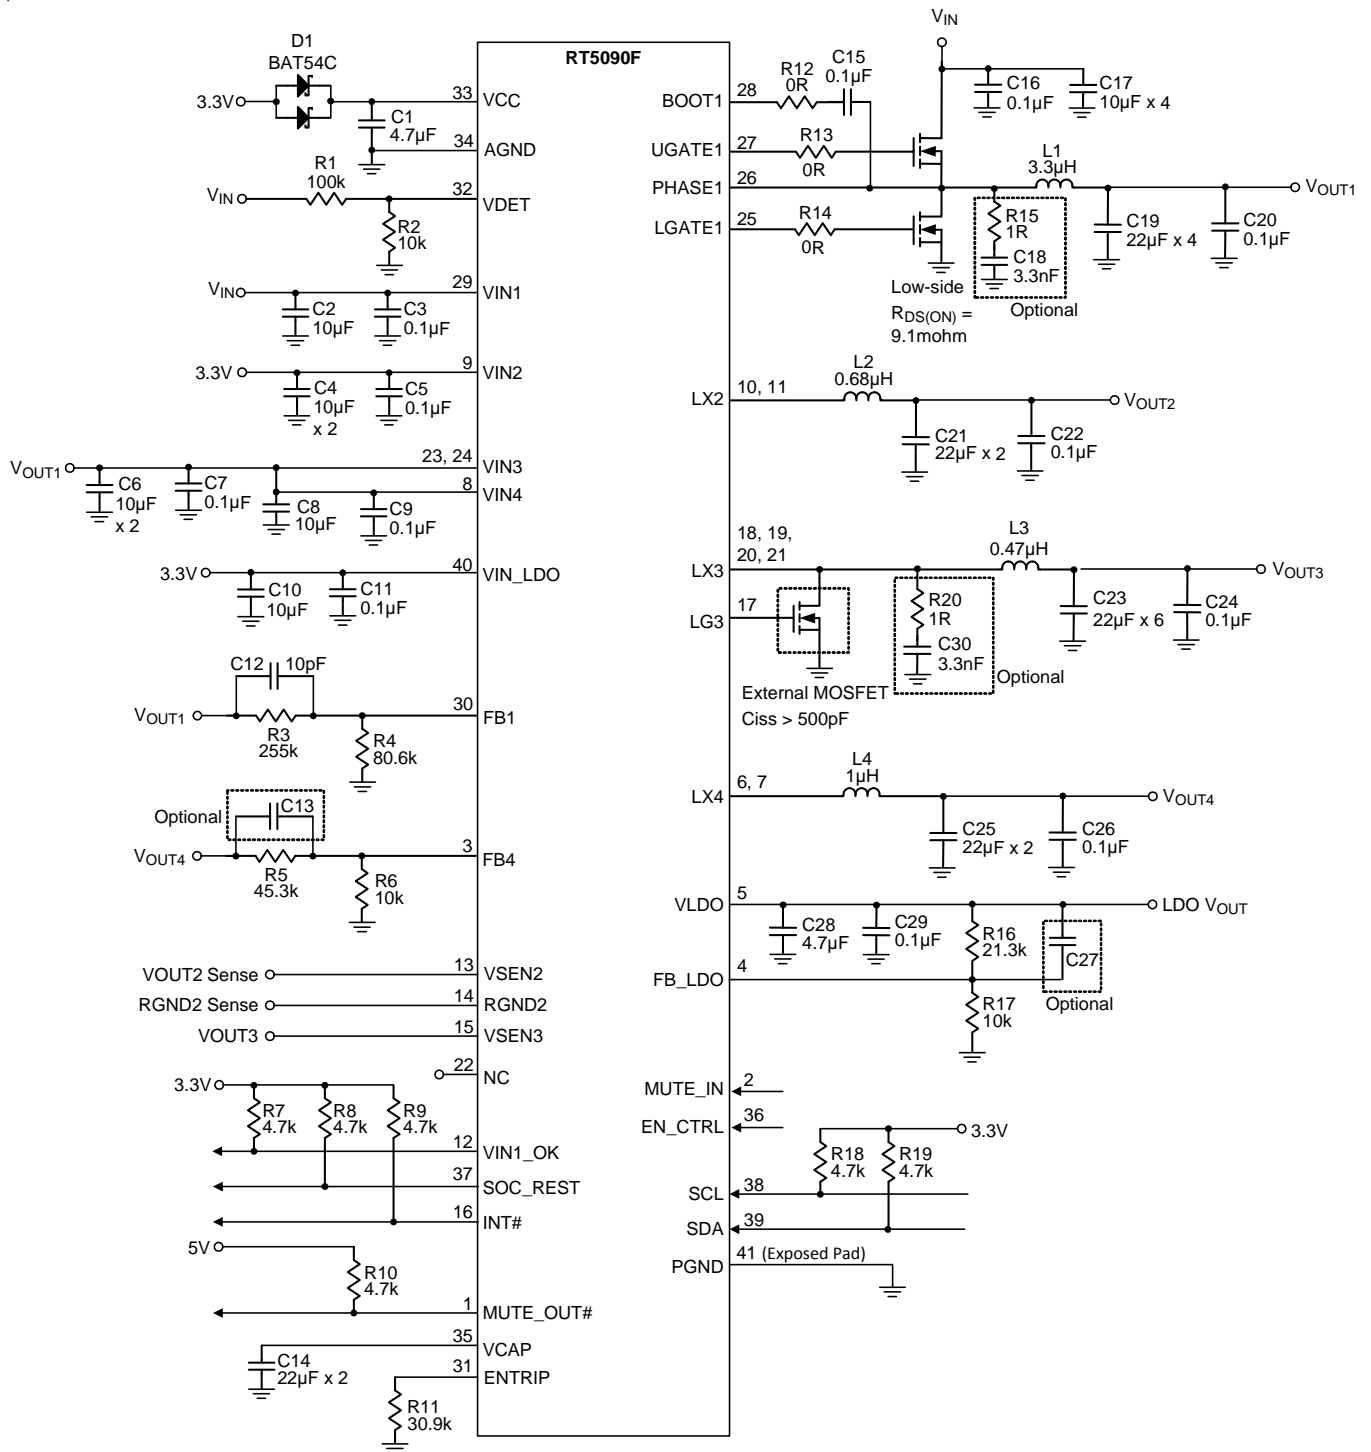 RT5090F
D1
BAT54C
3.3V
33
VCC
C1
4.7µF
34
AGND
R1
100k
VIN
32
VDET
R2
10k
VIN
29
VIN1
C2
10µF
C3
0.1µF
3.3V
9
VIN2
C4
10µF
x 2
C5
0.1µF
VOUT1
23, 24
VIN3
8
VIN4
C6
10µF
x 2
C7
0.1µF
C8
10µF
C9
0.1µF
3.3V
40
VIN_LDO
C10
10µF
C11
0.1µF
C12
10pF
VOUT1
30
FB1
R3
255k
R4
80.6k
Optional
C13
VOUT4
3
FB4
R5
45.3k
R6
10k
VOUT2 Sense
13
VSEN2
RGND2 Sense
14
RGND2
VOUT3
15
VSEN3
22
NC
3.3V
R7
4.7k
R8
4.7k
R9
4.7k
12
VIN1_OK
37
SOC_REST
16
INT#
5V
R10
4.7k
1
MUTE_OUT#
35
VCAP
C14
22µF x 2
31
ENTRIP
R11
30.9k
VIN
C16
0.1µF
C17
10µF x 4
BOOT1
28
R12
0R
C15
0.1µF
UGATE1
27
R13
0R
PHASE1
26
L1
3.3µH
VOUT1
LGATE1
25
R14
0R
R15
1R
C18
3.3nF
Optional
C19
22µF x 4
C20
0.1µF
Low-side
RDS(ON) =
9.1mohm
LX2
10, 11
L2
0.68µH
VOUT2
C21
22µF x 2
C22
0.1µF
18, 19,
20, 21
LX3
L3
0.47µH
VOUT3
LG3
17
R20
1R
C30
3.3nF
Optional
C23
22µF x 6
C24
0.1µF
External MOSFET
Ciss > 500pF
LX4
6, 7
L4
1µH
VOUT4
C25
22µF x 2
C26
0.1µF
VLDO
5
LDO VOUT
C28
4.7µF
C29
0.1µF
R16
21.3k
C27
Optional
FB_LDO
4
R17
10k
MUTE_IN
2
EN_CTRL
36
3.3V
R18
4.7k
R19
4.7k
SCL
38
SDA
39
PGND
41 (Exposed Pad)